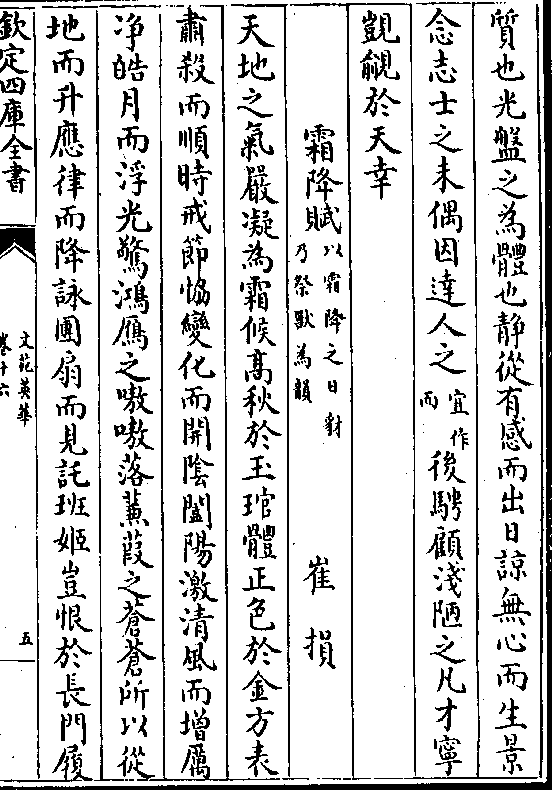 質也光盤之為體也静從有感而出日諒無心而生景
念志士之未偶因達人之宜作而後騁顧淺陋之凡才寧
覬覦於天幸
霜降賦以霜降之日豺乃祭獸為韻 崔損
天地之氣嚴凝為霜候髙秋於玉琯體正色於金方表
肅殺而順時戒節恊變化而開陰闔陽激清風而增厲
净皓月而浮光驚鴻鴈之嗷嗷落蒹葭之蒼蒼所以從
地而升應律而降詠團扇而見託班姬豈恨於長門履
欽定四庫全書
文苑英華
卷十六
五